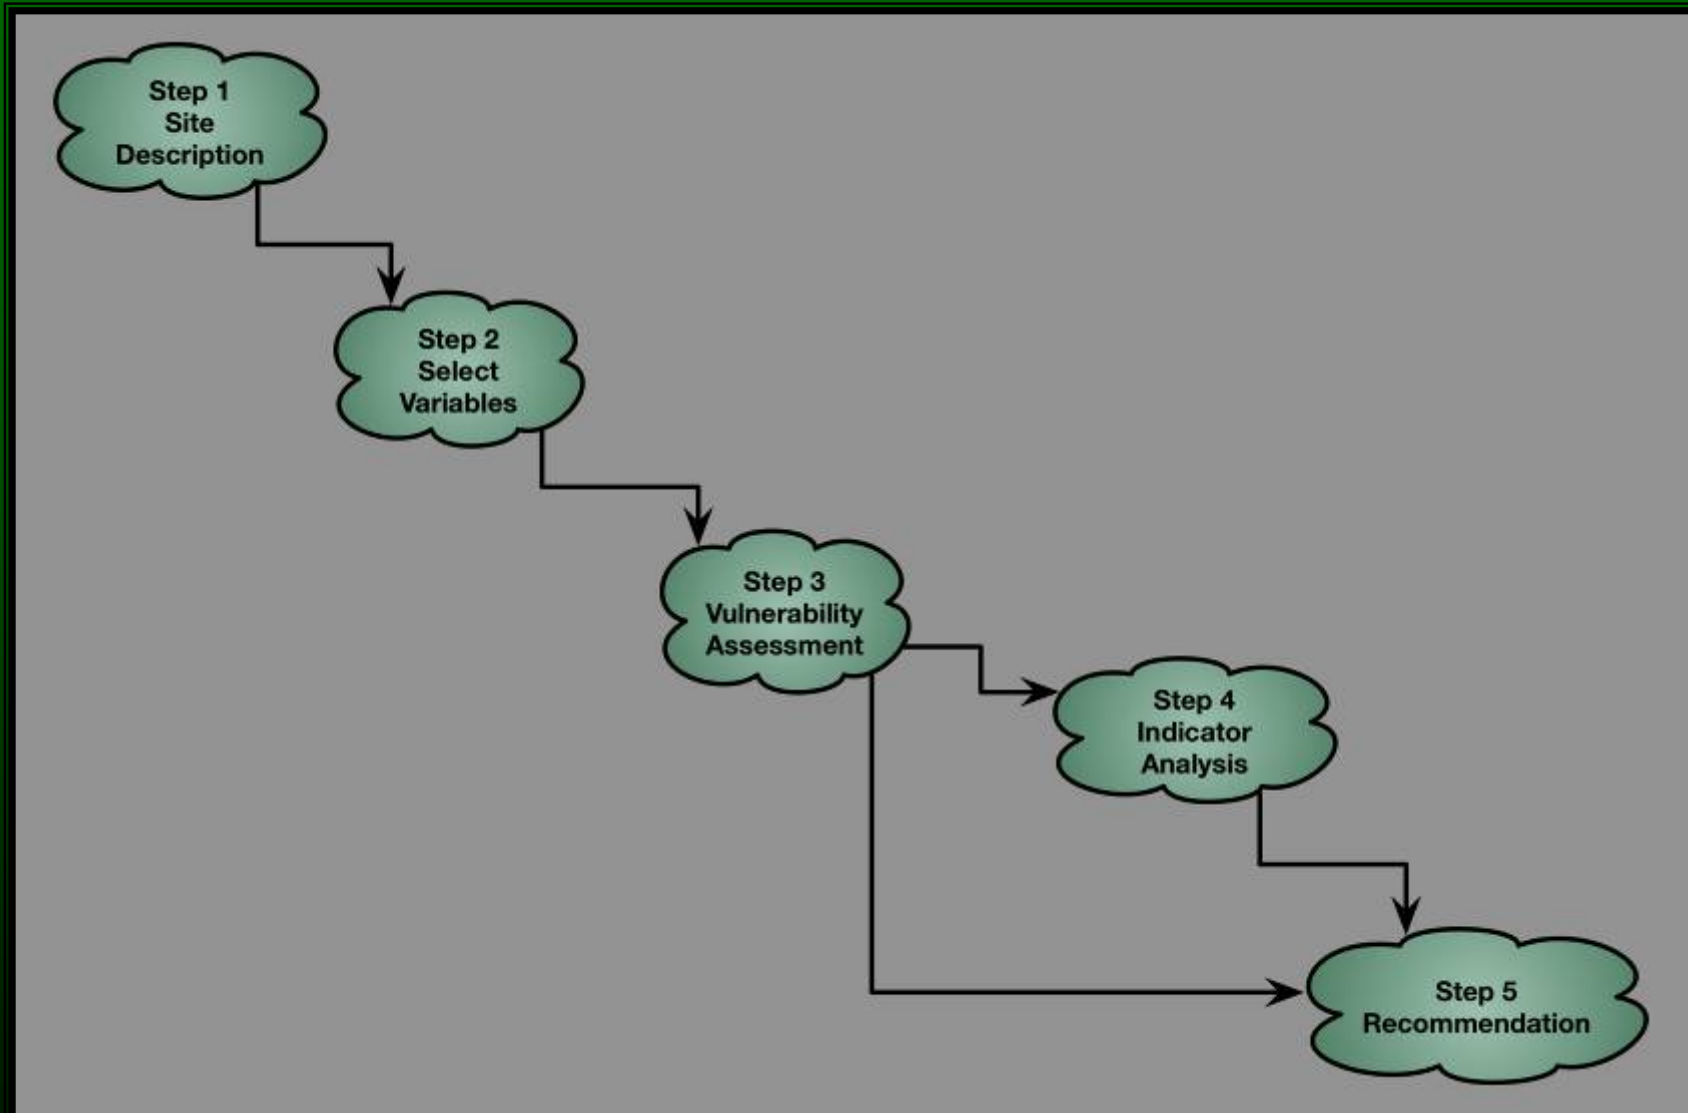 Step 1
Site
Description
Step 2
Select
Variables
Step 3
Vulnerability
Assessment
Step 4
Indicator
Analysis
Step 5
Recommendation